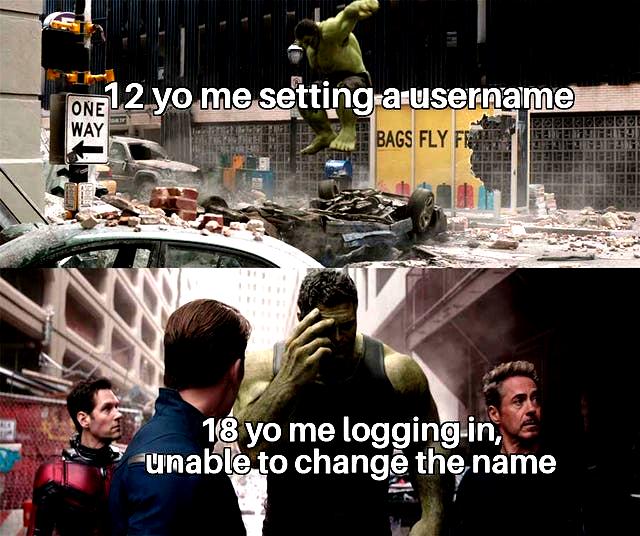 12 yo me setting a username
ONE
WAY
BAGS FLY
18 yo me logging in,
unable to change the name